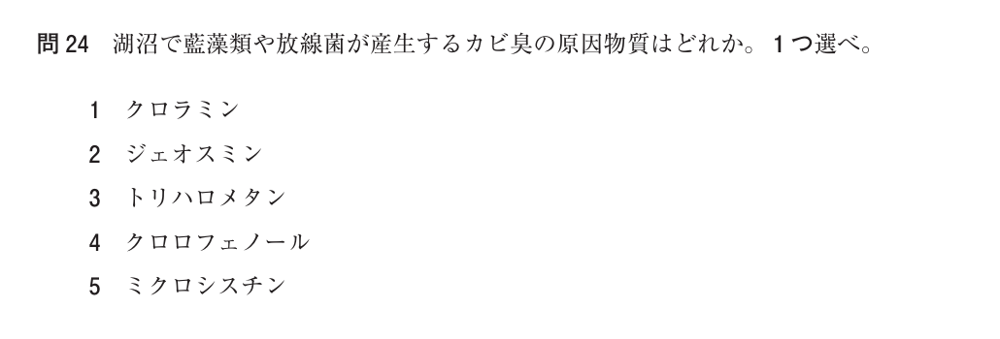 問 24　湖沼で藍藻類や放線菌が産生するカビ臭の原因物質はどれか。1つ選べ。
1　クロラミン
2　ジェオスミン
3　トリハロメタン
4　クロロフェノール
5　ミクロシスチン